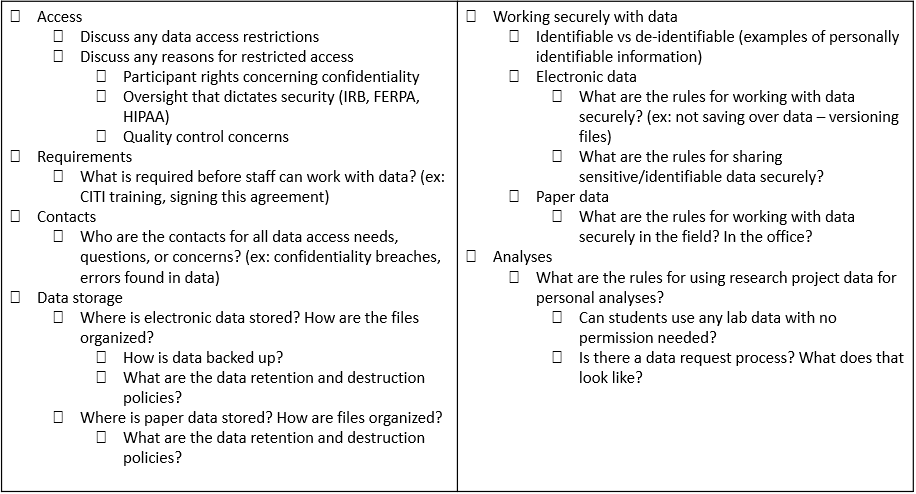 Access
Discuss any data access restrictions
Discuss any reasons for restricted access
Participant rights concerning confidentiality
Oversight that dictates security (IRB, FERPA,
HIPAA)
Quality control concerns
Requirements
What is required before staff can work with data? (ex:
CITI training, signing this agreement)
Contacts
Who are the contacts for all data access needs,
questions, or concerns? (ex: confidentiality breaches,
errors found in data)
Data storage
Where is electronic data stored? How are the files
organized?
How is data backed up?
What are the data retention and destruction
policies?
Where is paper data stored? How are files organized?
What are the data retention and destruction
policies?
Working securely with data
Identifiable vs de-identifiable (examples of personally
identifiable information)
Electronic data
What are the rules for working with data
securely? (ex: not saving over data – versioning
files)
What are the rules for sharing
sensitive/identifiable data securely?
Paper data
What are the rules for working with data
securely in the field? In the office?
Analyses
What are the rules for using research project data for
personal analyses?
Can students use any lab data with no
permission needed?
Is there a data request process? What does that
look like?